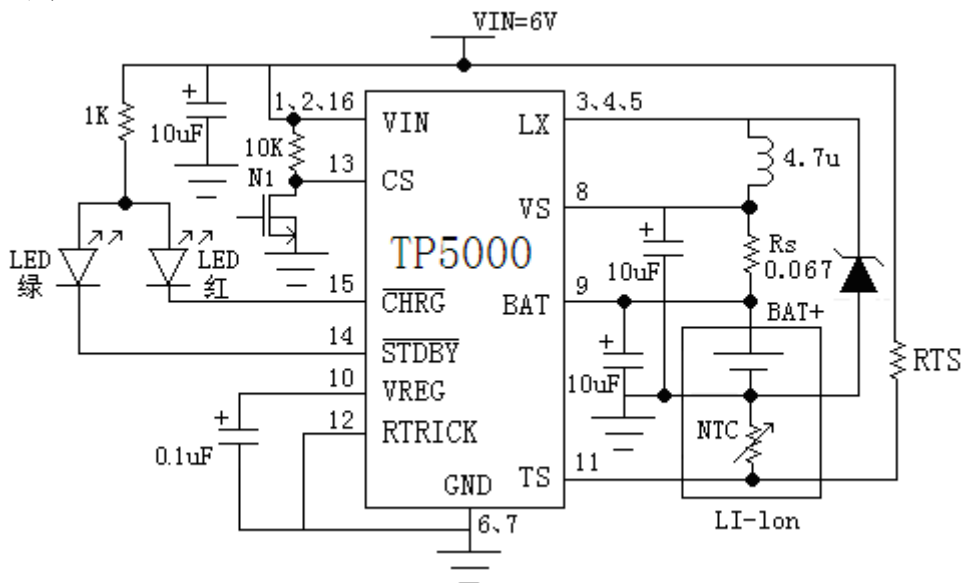 VIN=6V
1K
10uF
1、2、16
VIN
LX
3、4、5
10K
4.7u
13
CS
N1
VS
8
TP5000
LED
绿
LED
红
10uF
Rs
0.067
15
CHRG
BAT
9
BAT+
14
STDBY
RTS
10uF
10
VREG
12
RTRICK
NTC
0.1uF
TS
11
GND
6、7
LI-lon